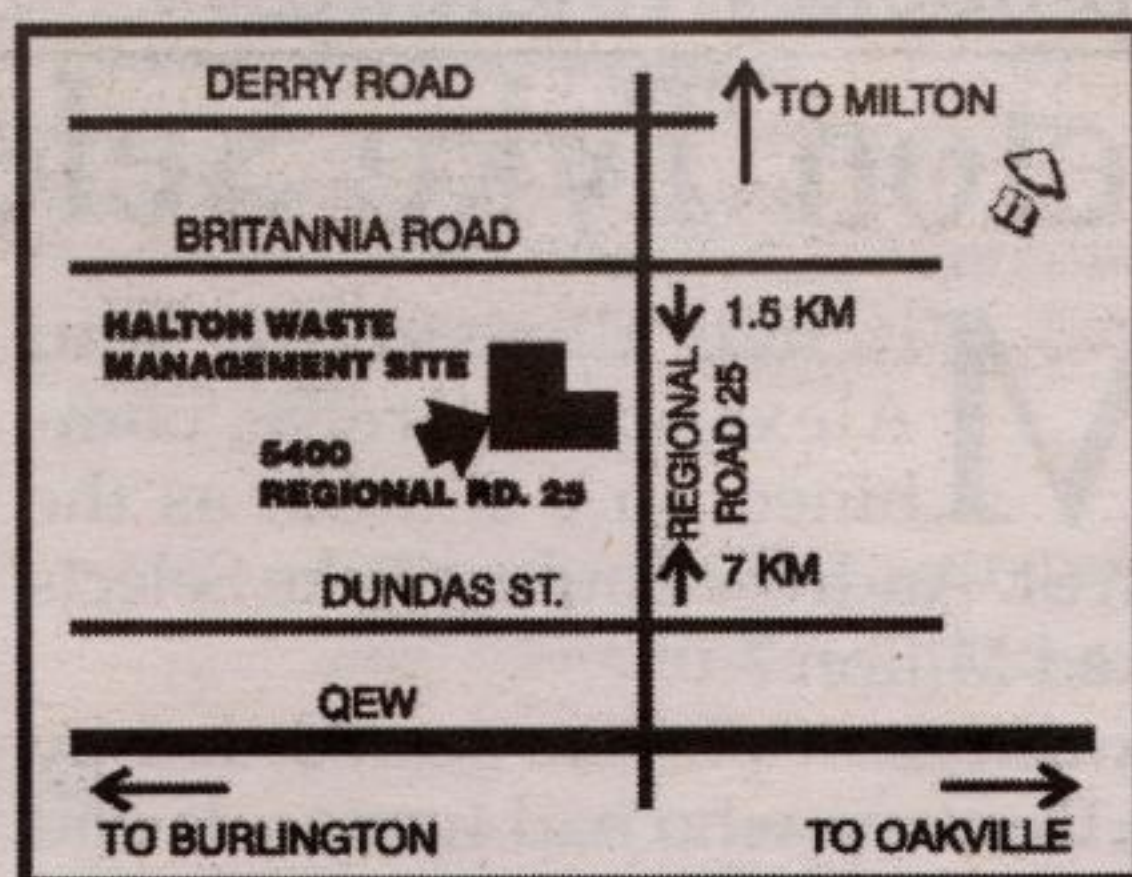 DERRY ROAD
TO MILTON
BRITANNIA ROAD
HALTON WASTE
MANAGEMENT SITE
1.5 KM
REGIONAL
ROAD 25
5400
REGIONAL RD. 25
7 KM
DUNDAS ST.
QEW
TO BURLINGTON
TO OAKVILLE